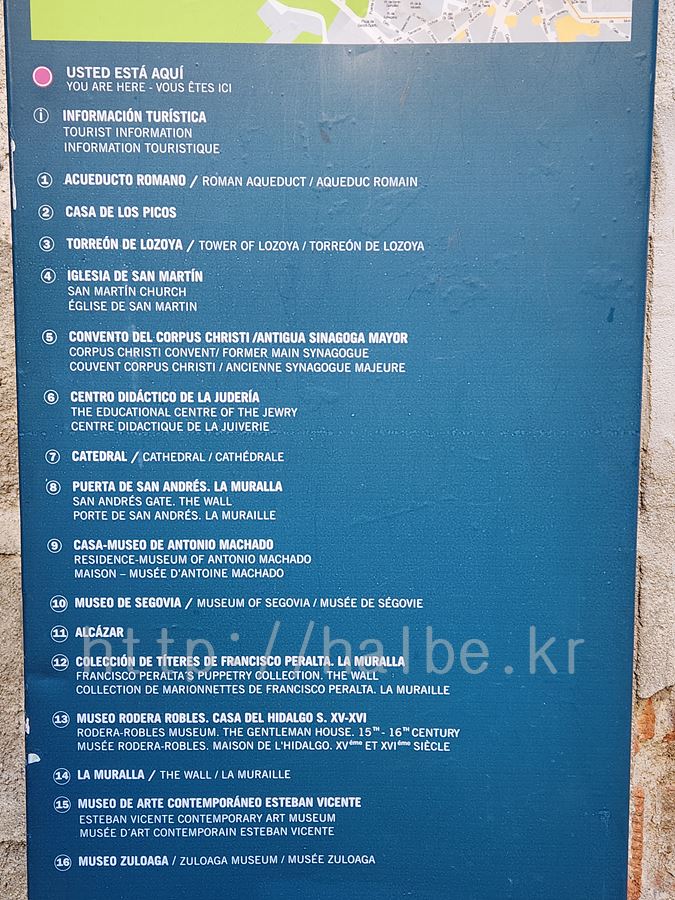 USTED ESTÁ AQUÍ
YOU ARE HERE - VOUS ÊTES ICI
i INFORMACIÓN TURÍSTICA
TOURIST INFORMATION
INFORMATION TOURISTIQUE
1 ACUEDUCTO ROMANO / ROMAN AQUEDUCT / AQUEDUC ROMAIN
2 CASA DE LOS PICOS
3 TORREÓN DE LOZOYA / TOWER OF LOZOYA / TORREÓN DE LOZOYA
4 IGLESIA DE SAN MARTÍN
SAN MARTÍN CHURCH
ÉGLISE DE SAN MARTIN
5 CONVENTO DEL CORPUS CHRISTI /ANTIGUA SINAGOGA MAYOR
CORPUS CHRISTI CONVENT/ FORMER MAIN SYNAGOGUE
COUVENT CORPUS CHRISTI / ANCIENNE SYNAGOGUE MAJEURE
6 CENTRO DIDÁCTICO DE LA JUDERÍA
THE EDUCATIONAL CENTRE OF THE JEWRY
CENTRE DIDACTIQUE DE LA JUIVERIE
7 CATEDRAL / CATHEDRAL / CATHÉDRALE
8 PUERTA DE SAN ANDRÉS. LA MURALLA
SAN ANDRÉS GATE. THE WALL
PORTE DE SAN ANDRÉS. LA MURAILLE
9 CASA-MUSEO DE ANTONIO MACHADO
RESIDENCE-MUSEUM OF ANTONIO MACHADO
MAISON – MUSÉE D'ANTOINE MACHADO
10 MUSEO DE SEGOVIA / MUSEUM OF SEGOVIA / MUSÉE DE SÉGOVIE
11 ALCÁZAR
http://halbe.kr
12 COLECCIÓN DE TÍTERES DE FRANCISCO PERALTA. LA MURALLA
FRANCISCO PERALTA'S PUPPETRY COLLECTION. THE WALL
COLLECTION DE MARIONNETTES DE FRANCISCO PERALTA. LA MURAILLE
13 MUSEO RODERA ROBLES. CASA DEL HIDALGO S. XV-XVI
RODERA-ROBLES MUSEUM. THE GENTLEMAN HOUSE. 15TH - 16TH CENTURY
MUSÉE RODERA-ROBLES. MAISON DE L'HIDALGO. XVème ET XVIème SIÈCLE
14 LA MURALLA / THE WALL / LA MURAILLE
15 MUSEO DE ARTE CONTEMPORÁNEO ESTEBAN VICENTE
ESTEBAN VICENTE CONTEMPORARY ART MUSEUM
MUSÉE D´ART CONTEMPORAIN ESTEBAN VICENTE
16 MUSEO ZULOAGA / ZULOAGA MUSEUM / MUSÉE ZULOAGA